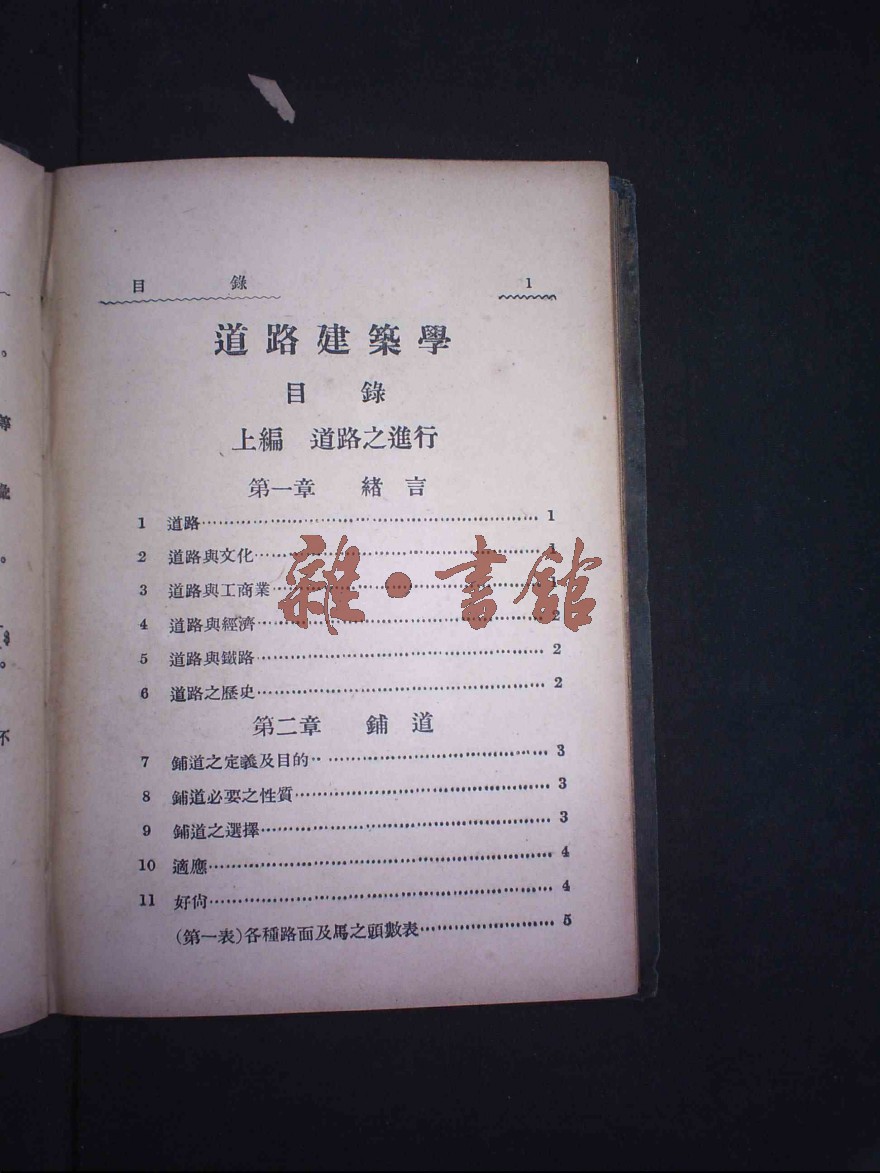 目 錄 1
道路建築學
目 錄
上編 道路之進行
第一章 緒言
1 道路………………………………………………1
2 道路與文化………………………………………1
3 道路與工商業……………………………………1
4 道路與經濟………………………………………2
5 道路與鐵路………………………………………2
6 道路之歷史………………………………………2
第二章 鋪道
7 鋪道之定義及目的………………………………3
8 鋪道必要之性質…………………………………3
9 鋪道之選擇………………………………………3
10 適應………………………………………………4
11 好尙………………………………………………4
(第一表)各種路面及馬之頭數表………………5
雜·書館
。
等
。
不